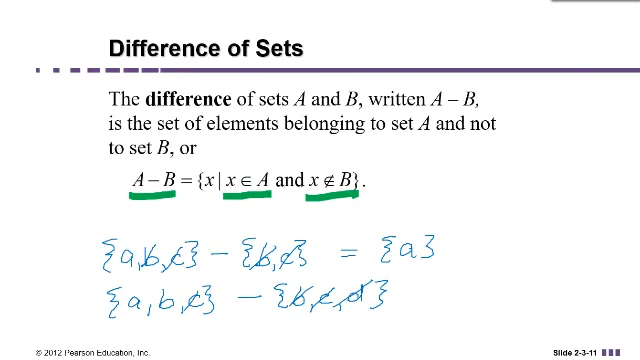 Difference of Sets
The difference of sets A and B, written A – B,
is the set of elements belonging to set A and not
to set B, or
A − B = {x | x ∈ A and x ∉ B}.
{a, b, c} − {b, c} = {a}
{a, b, c} − {b, c, d}
© 2012 Pearson Education, Inc.
Slide 2-3-11